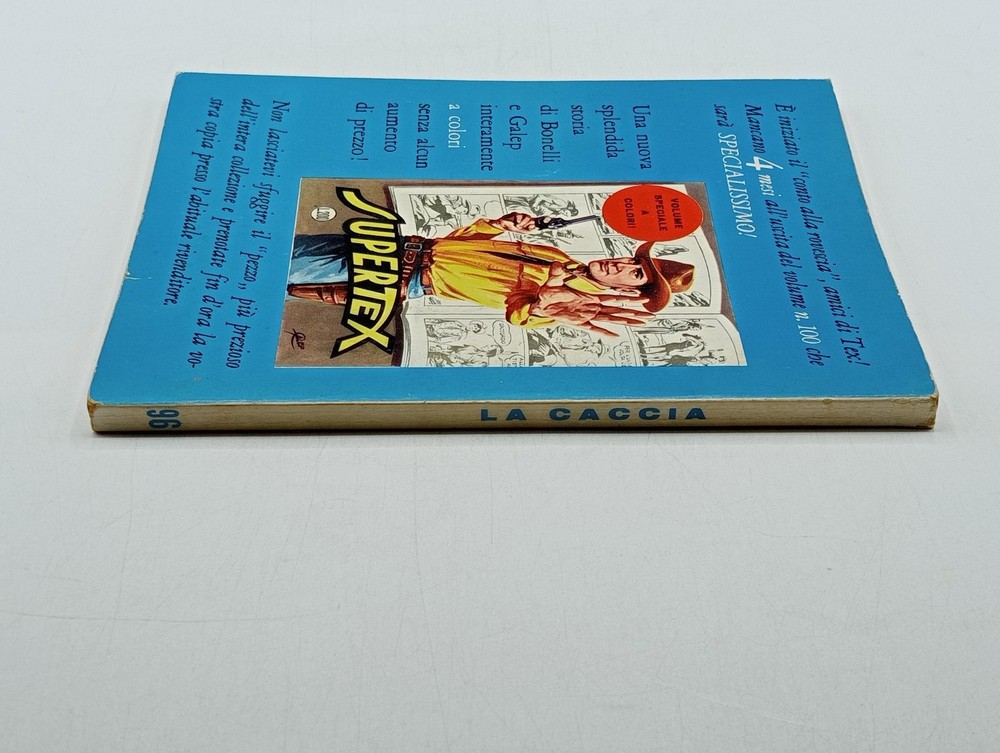 È iniziato il "conto alla rovescia", amici di Tex!
Mancano 4 mesi all'uscita del volume n. 100 che
sarà SPECIALISSIMO!
Una nuova
splendida
storia
di Bonelli
e Galep
interamente
a colori
senza alcun
aumento
di prezzo!
VOLUME
SPECIALE
A
COLORI!
SUPERTEX
100
Non lasciatevi sfuggire il "pezzo„ più prezioso
dell'intera collezione e prenotate fin d'ora la vo-
stra copia presso l'abituale rivenditore.
LA CACCIA
96